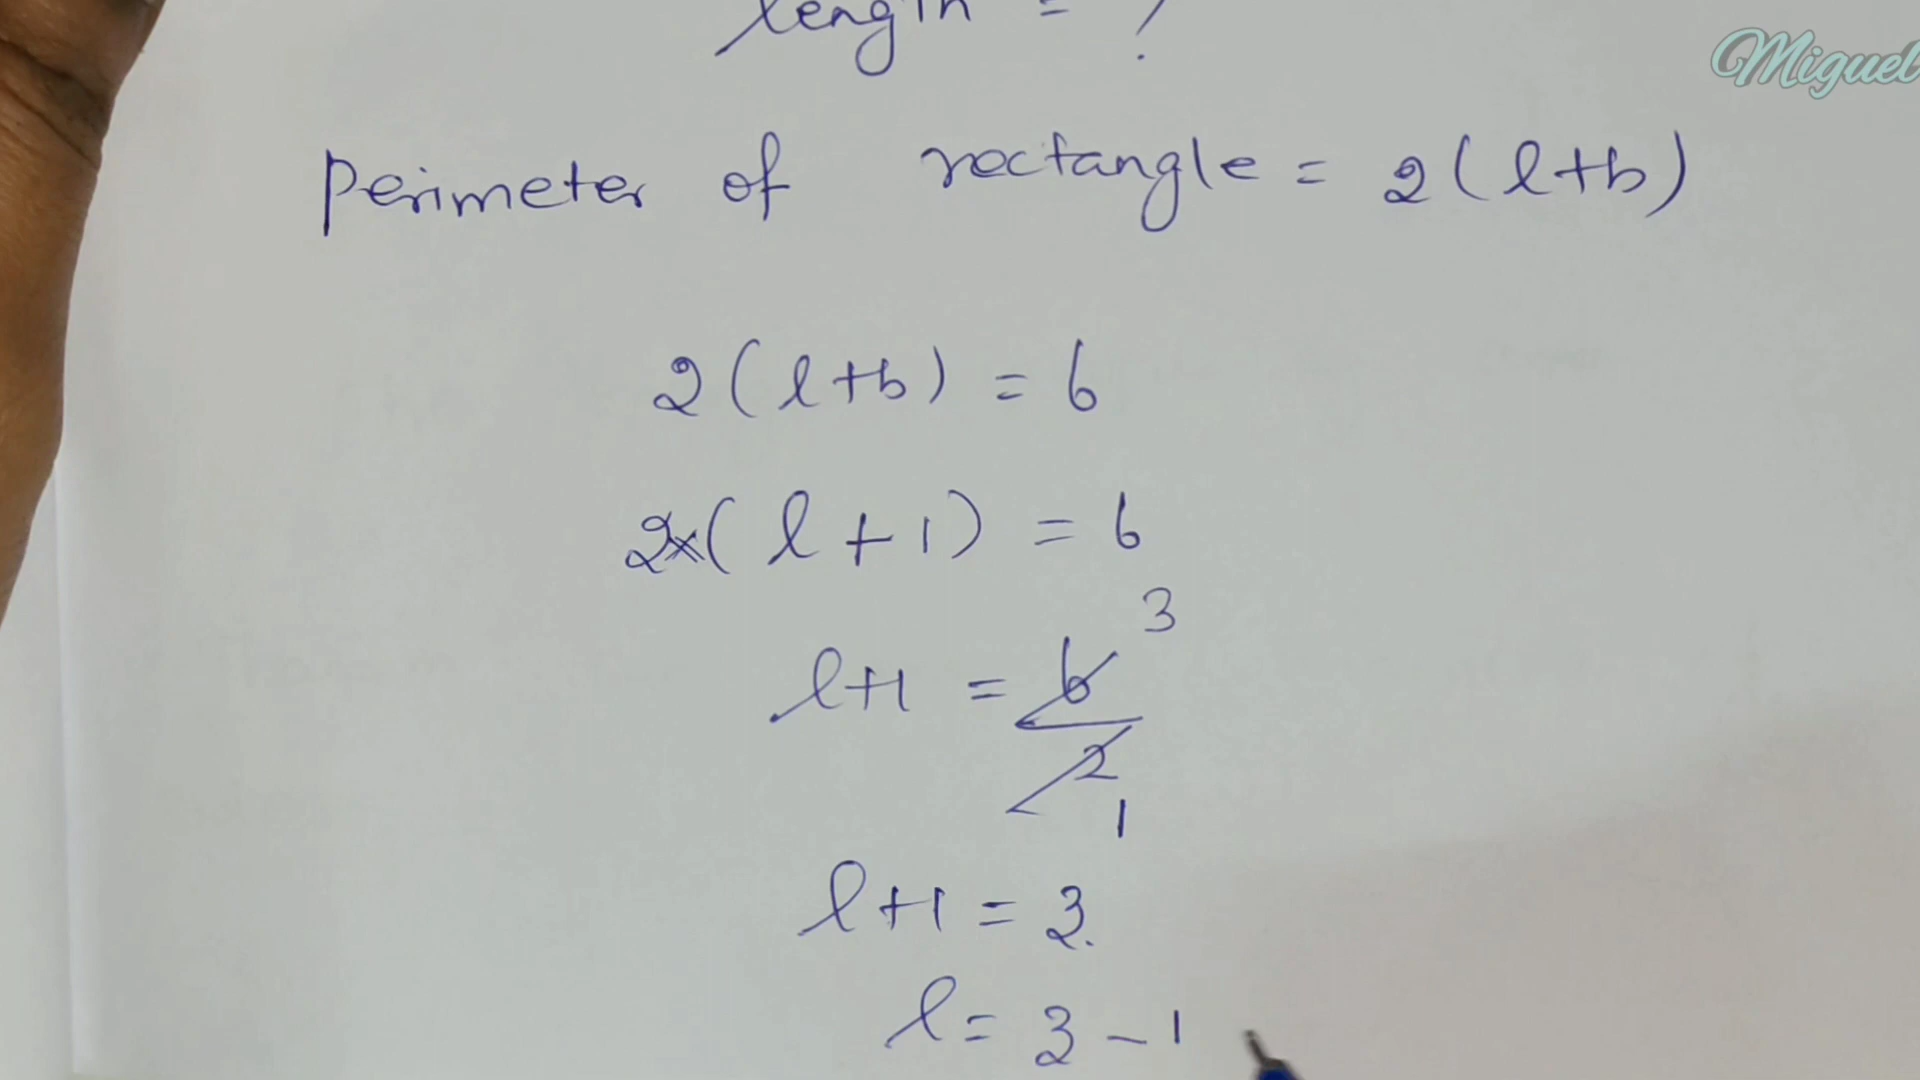 length = ?
Miguel
Perimeter of rectangle = 2(l+b)
2(l+b) = 6
2×(l+1) = 6
3
l+1 = 6
2
1
l+1 = 3.
l = 3 - 1